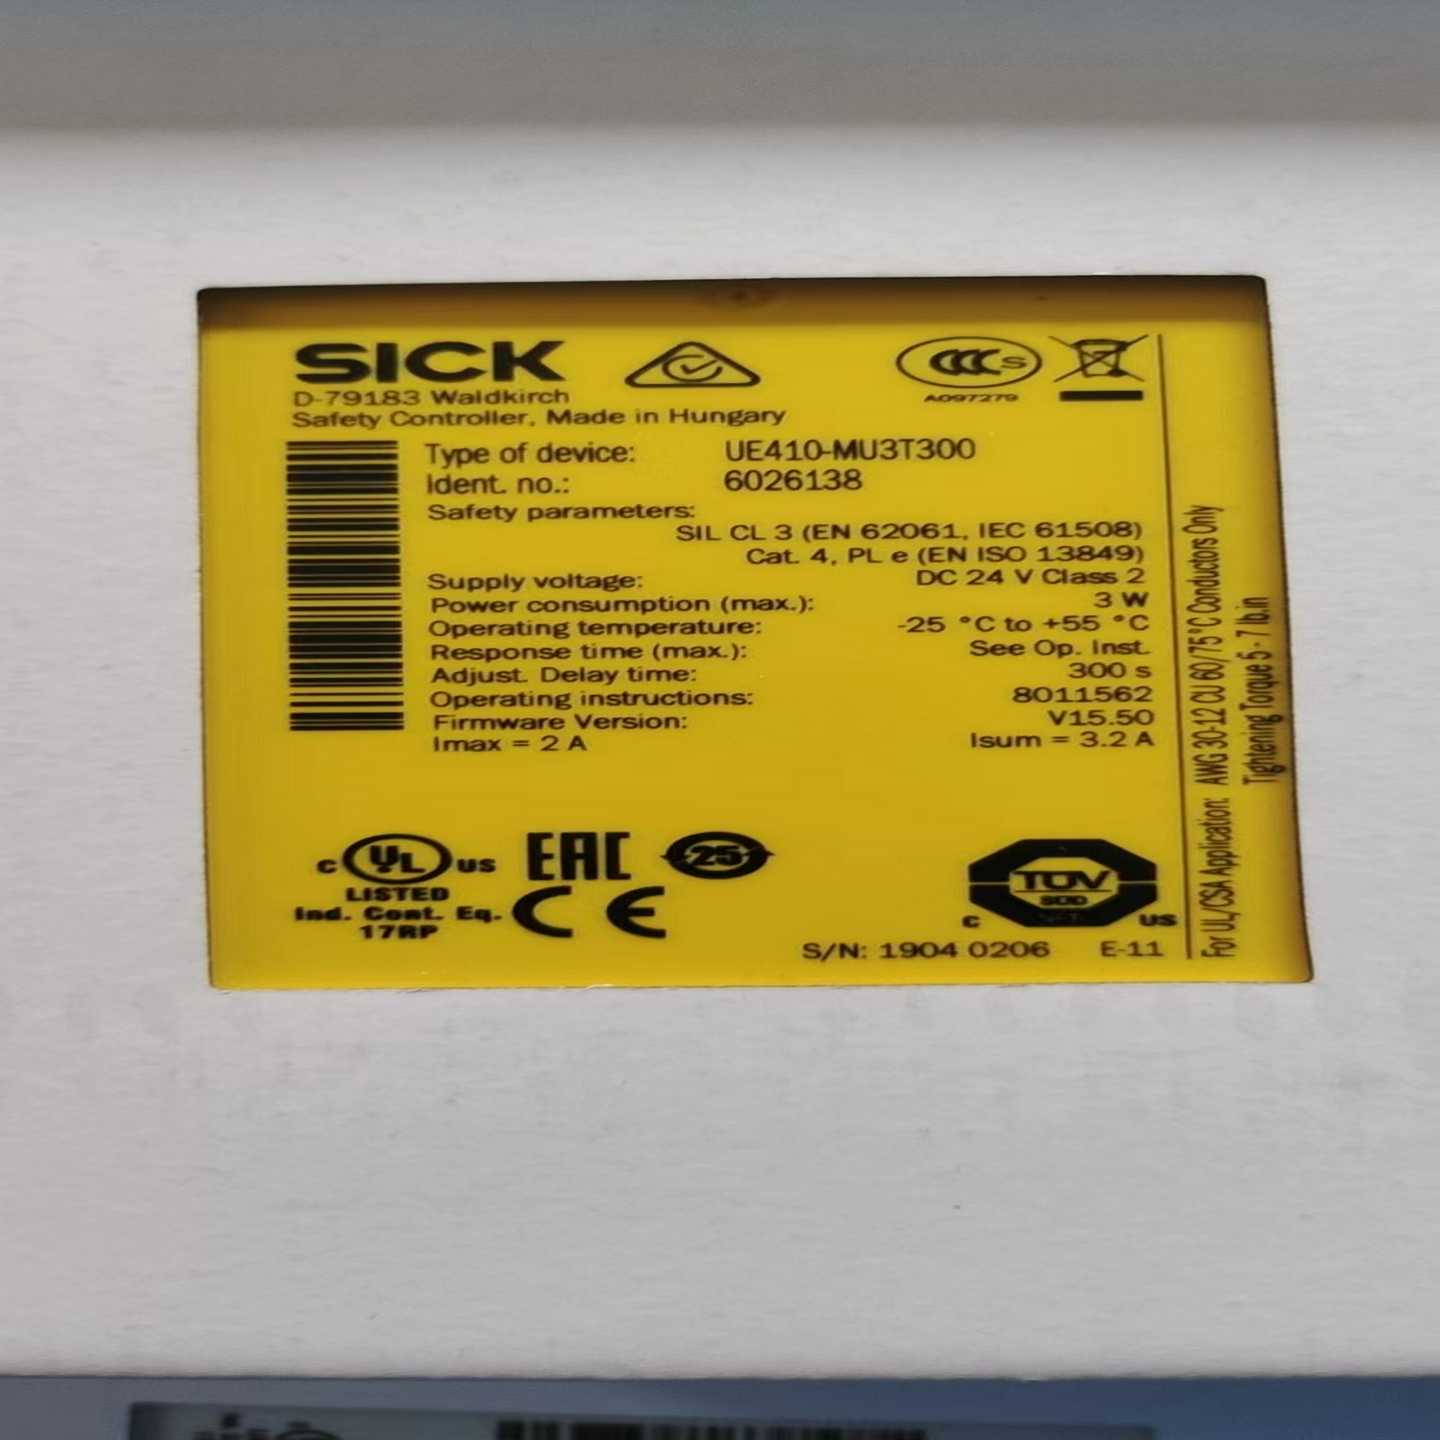 SICK
D-79183 Waldkirch
Safety Controller, Made in Hungary
CCC S
A097279
Type of device: UE410-MU3T300
Ident. no.: 6026138
Safety parameters:
SIL CL 3 (EN 62061, IEC 61508)
Cat. 4, PL e (EN ISO 13849)
Supply voltage: DC 24 V Class 2
Power consumption (max.): 3 W
Operating temperature: -25 °C to +55 °C
Response time (max.): See Op. Inst.
Adjust. Delay time: 300 s
Operating instructions: 8011562
Firmware Version: V15.50
Imax = 2 A Isum = 3.2 A
C UL US
LISTED
Ind. Cont. Eq.
17RP
EAC
25
CE
TÜV
SÜD
C US
S/N: 1904 0206 E-11
For UL/CSA Application: AWG 30-12 CU 60/75°C Conductors Only
Tightening Torque 5 - 7 lb.in